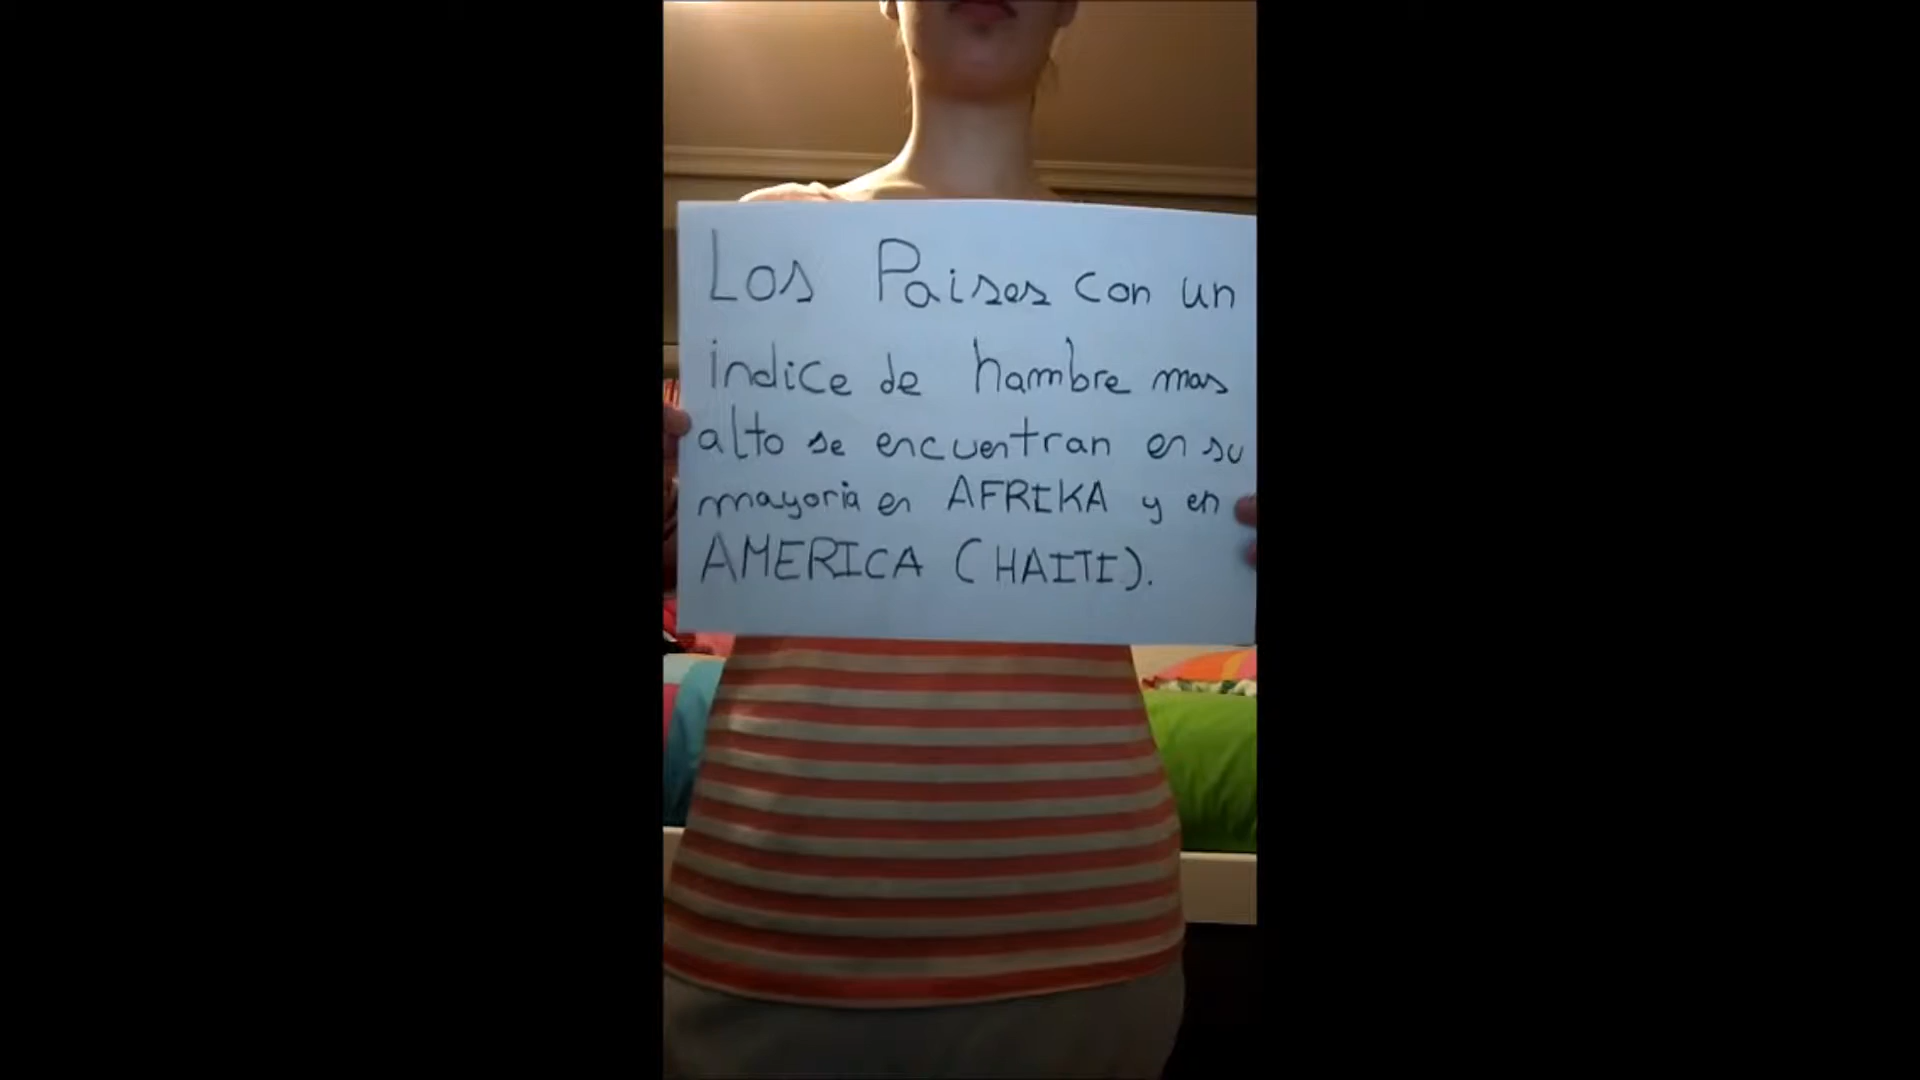 Los Paises con un
indice de hambre mas
alto se encuentran en su
mayoria en AFRIKA y en
AMERICA (HAITI).